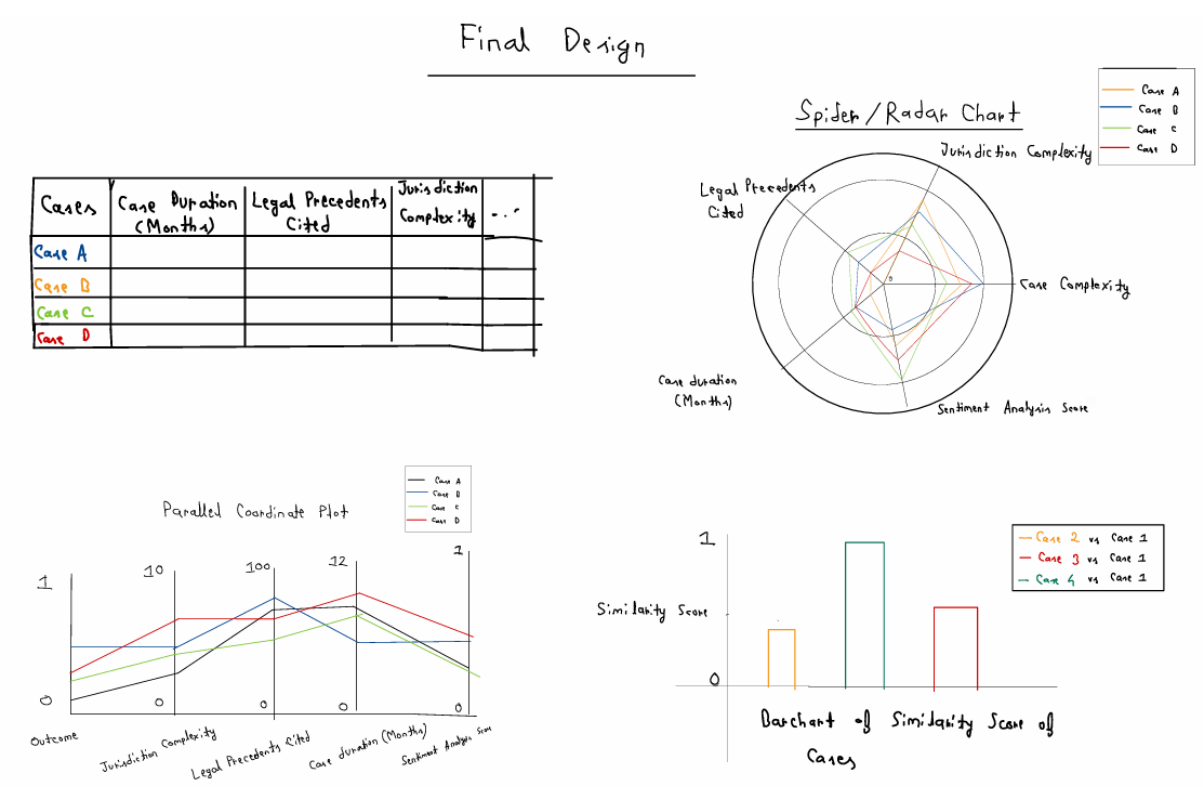 Final Design
Cases
Case Duration
(Months)
Legal Precedents
Cited
Jurisdiction
Complexity
...
Case A
Case B
Case C
Case D
Spider/Radar Chart
Case A
Case B
Case C
Case D
Jurisdiction Complexity
Legal Precedents
Cited
0
Case Complexity
Case duration
(Months)
Sentiment Analysis Score
Parallel Coordinate Plot
Case A
Case B
Case C
Case D
1
10
100
12
1
0
0
0
0
0
Outcome
Jurisdiction Complexity
Legal Precedents Cited
Case duration (Months)
Sentiment Analysis Score
1
Similarity Score
0
Case 2 vs Case 1
Case 3 vs Case 1
Case 4 vs Case 1
Barchart of Similarity Score of
Cases